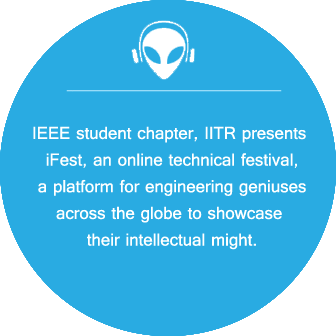 IEEE student chapter, IITR presents
iFest, an online technical festival,
a platform for engineering geniuses
across the globe to showcase
their intellectual might.